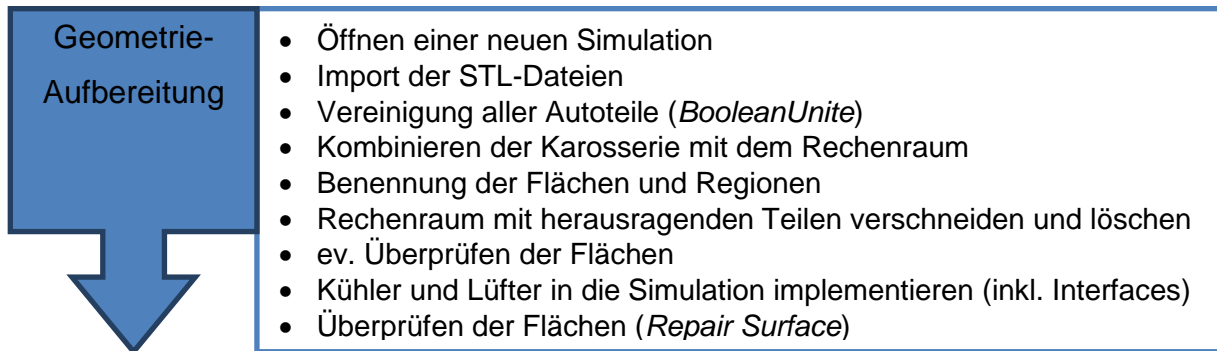 Geometrie-
Aufbereitung
• Öffnen einer neuen Simulation
• Import der STL-Dateien
• Vereinigung aller Autoteile (BooleanUnite)
• Kombinieren der Karosserie mit dem Rechenraum
• Benennung der Flächen und Regionen
• Rechenraum mit herausragenden Teilen verschneiden und löschen
• ev. Überprüfen der Flächen
• Kühler und Lüfter in die Simulation implementieren (inkl. Interfaces)
• Überprüfen der Flächen (Repair Surface)